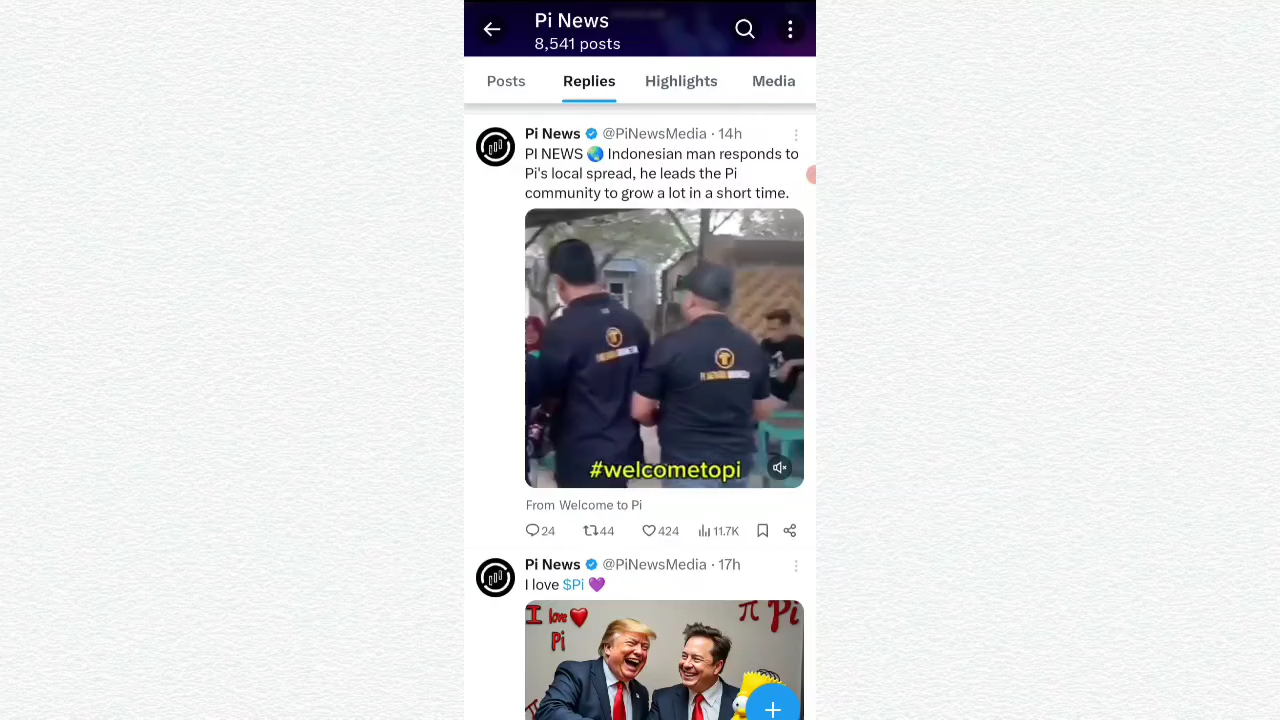 Pi News
8,541 posts
Posts Replies Highlights Media
Pi News @PiNewsMedia · 14h
PI NEWS 🌏 Indonesian man responds to
Pi's local spread, he leads the Pi
community to grow a lot in a short time.
#welcometopi
From Welcome to Pi
24 44 424 11.7K
Pi News @PiNewsMedia · 17h
I love $Pi 💜
I love ❤️ π Pi
Pi